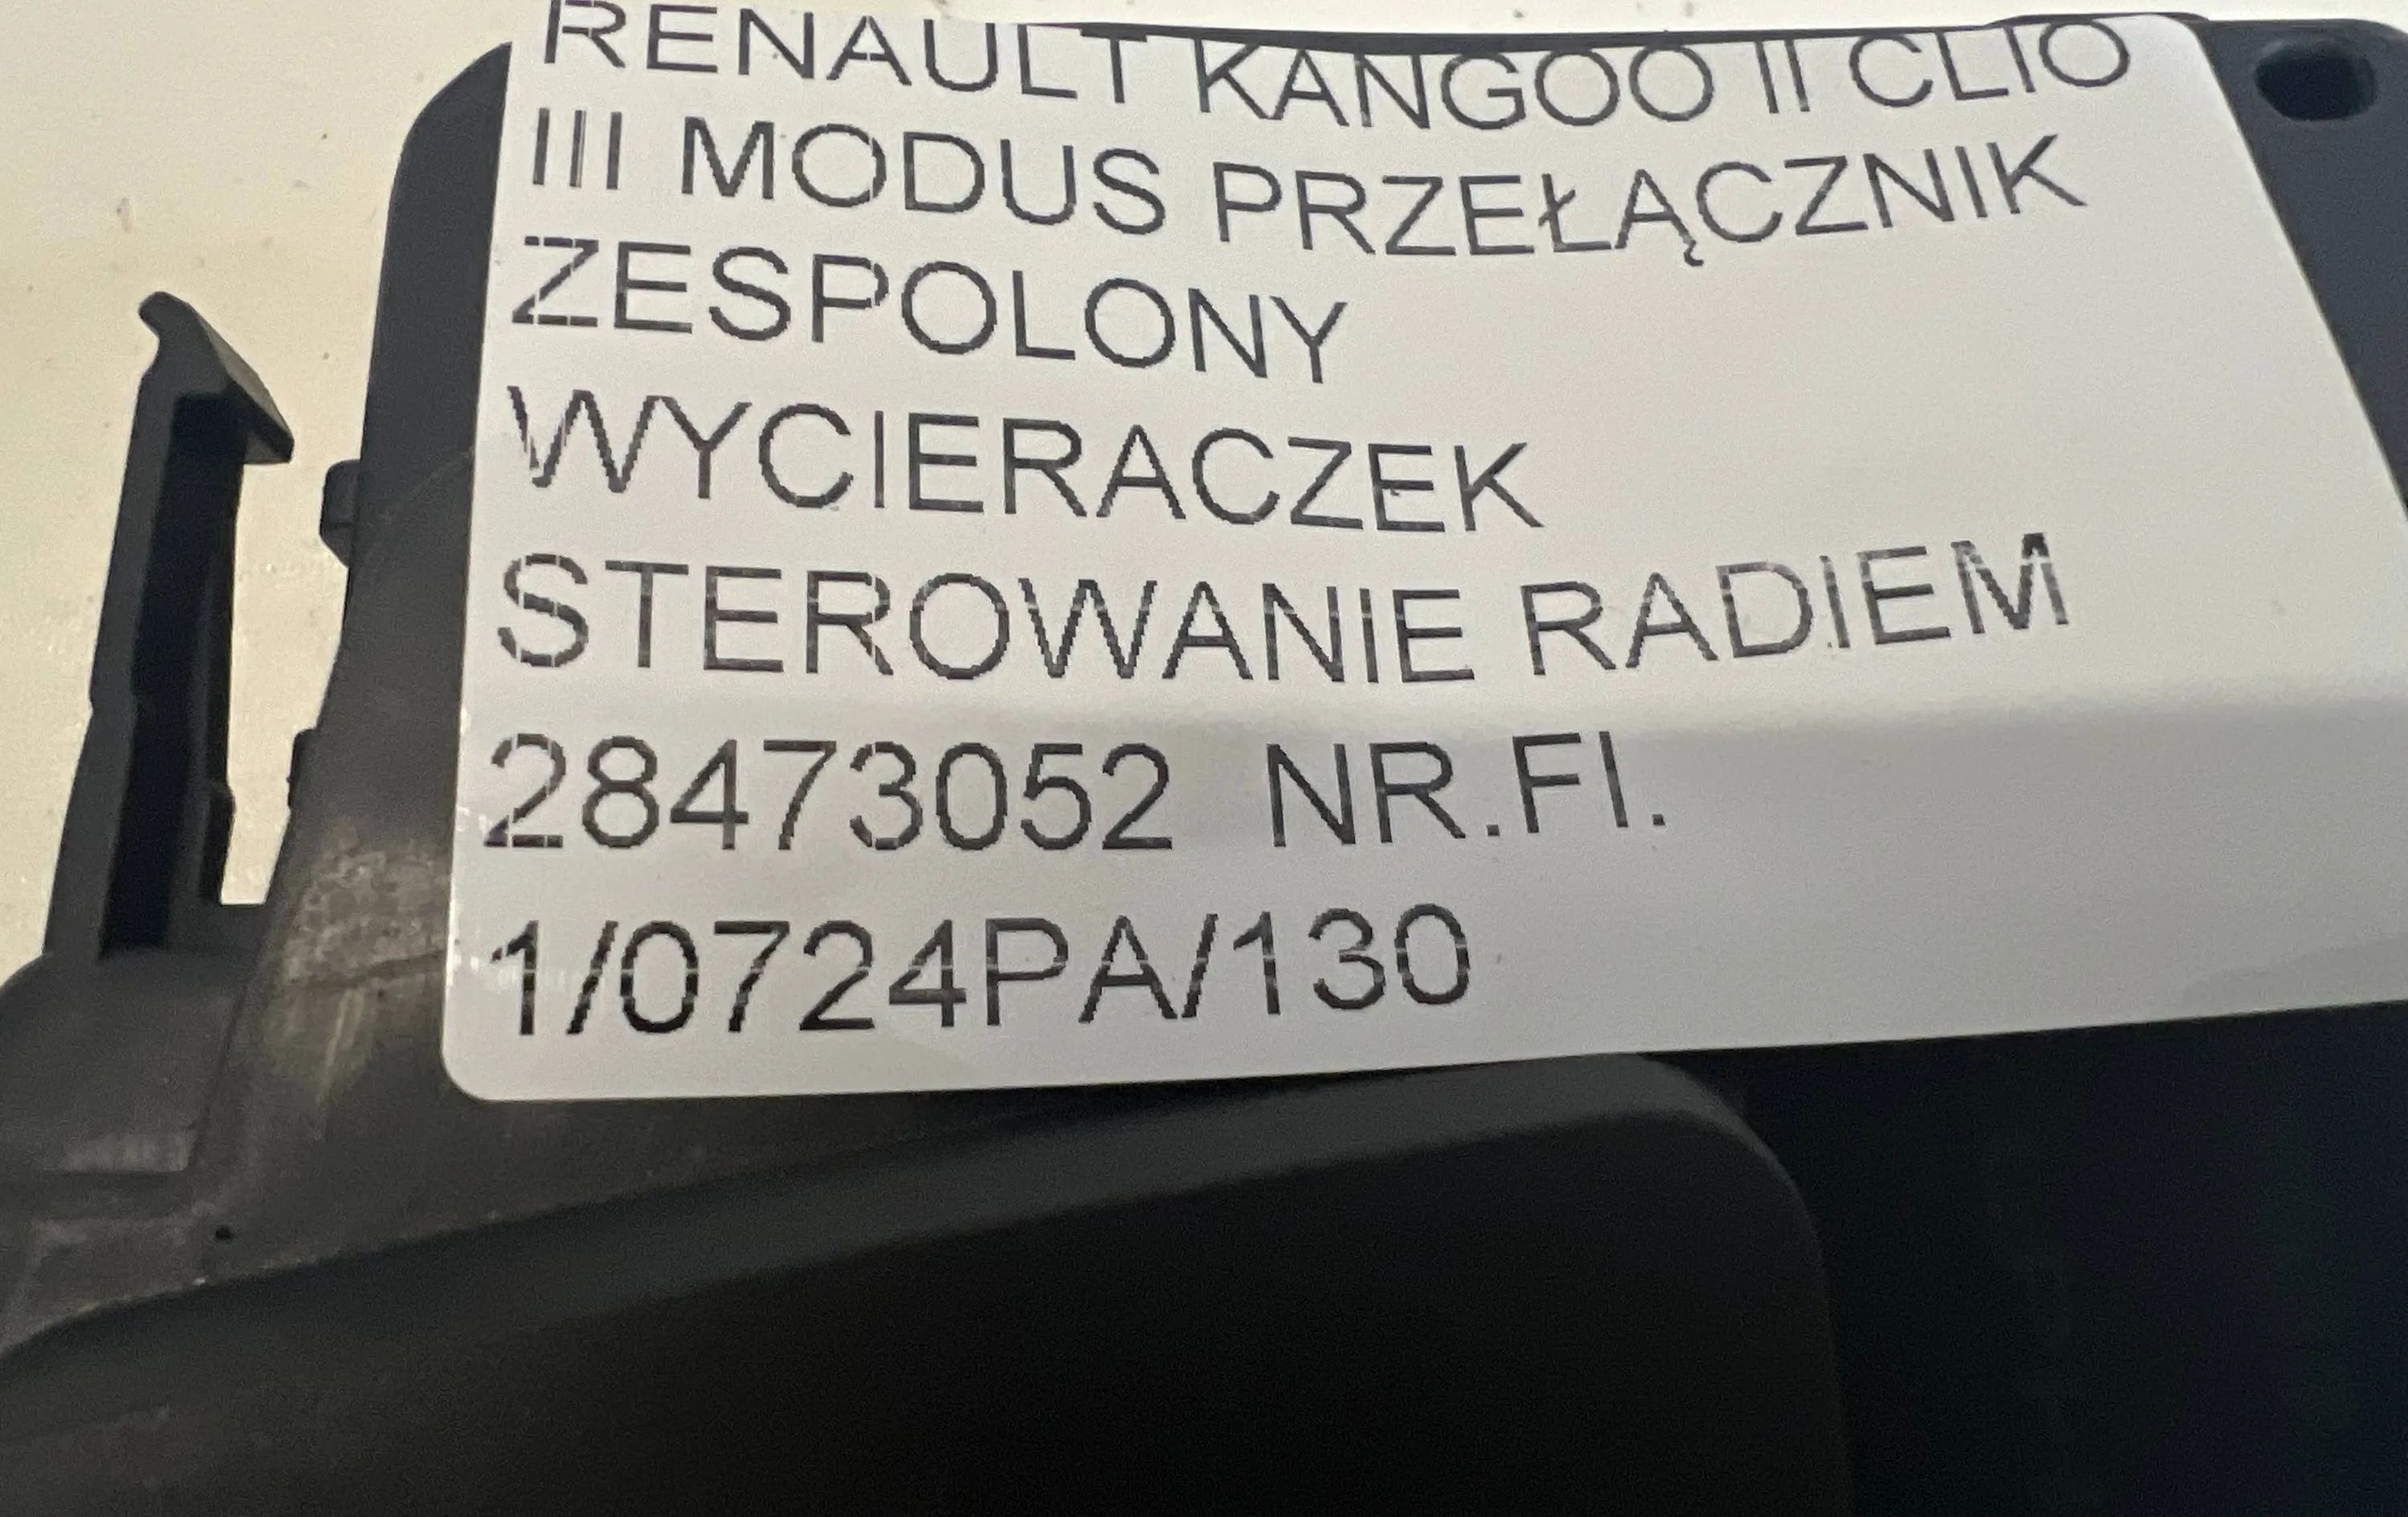 RENAULT KANGOO II CLIO
III MODUS PRZEŁĄCZNIK
ZESPOLONY
WYCIERACZEK
STEROWANIE RADIEM
28473052 NR.FI.
1/0724PA/130